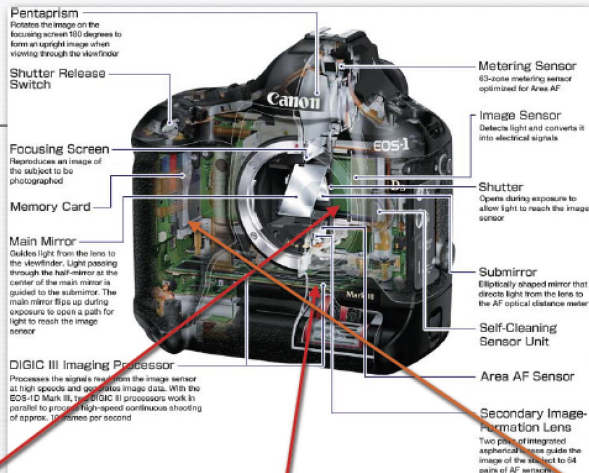 Pentaprism
Rotates the image on the
focusing screen 180 degrees to
form an upright image when
viewing through the viewfinder
Shutter Release
Switch
Focusing Screen
Reproduces an image of
the subject to be
photographed
Memory Card
Main Mirror
Guides light from the lens to
the viewfinder. Light passing
through the half-mirror at the
center of the main mirror is
guided to the submirror. The
main mirror flips up during
exposure to open a path for
light to reach the image
sensor
DIGIC III Imaging Processor
Processes the signals read from the image sensor
at high speeds and generates image data. With the
EOS-1D Mark III, two DIGIC III processors work in
parallel to process high-speed continuous shooting
of approx. 10 frames per second
Canon
EOS-1
Ds
Mark III
Metering Sensor
63-zone metering sensor
optimized for Area AF
Image Sensor
Detects light and converts it
into electrical signals
Shutter
Opens during exposure to
allow light to reach the image
sensor
Submirror
Elliptically shaped mirror that
directs light from the lens to
the AF optical distance meter
Self-Cleaning
Sensor Unit
Area AF Sensor
Secondary Image-
Formation Lens
Two pairs of integrated
aspherical lenses guide the
image of the subject to 64
pairs of AF sensors